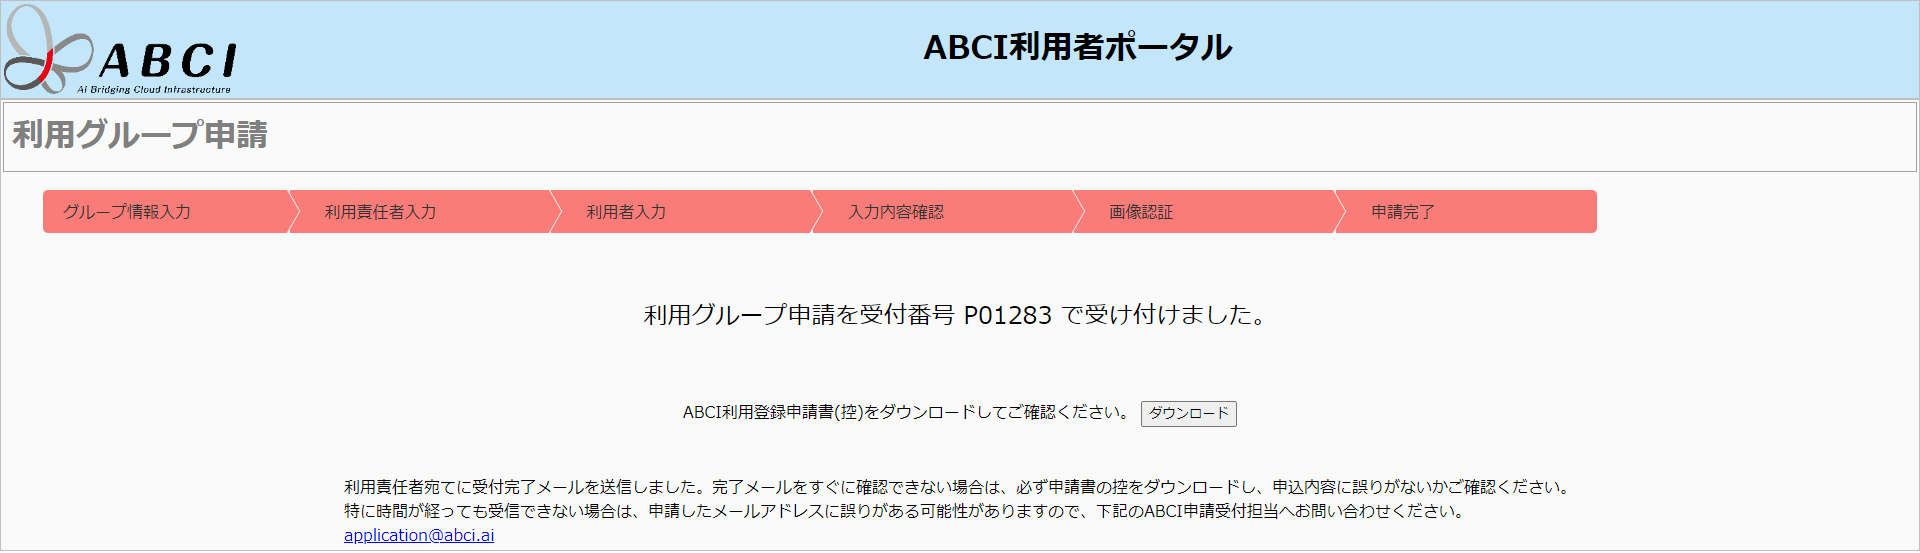 ABCI
AI Bridging Cloud Infrastructure
ABCI利用者ポータル
利用グループ申請
グループ情報入力
利用責任者入力
利用者入力
入力内容確認
画像認証
申請完了
利用グループ申請を受付番号 P01283 で受け付けました。
ABCI利用登録申請書(控)をダウンロードしてご確認ください。 ダウンロード
利用責任者宛てに受付完了メールを送信しました。完了メールをすぐに確認できない場合は、必ず申請書の控をダウンロードし、申込内容に誤りがないかご確認ください。
特に時間が経っても受信できない場合は、申請したメールアドレスに誤りがある可能性がありますので、下記のABCI申請受付担当へお問い合わせください。
application@abci.ai